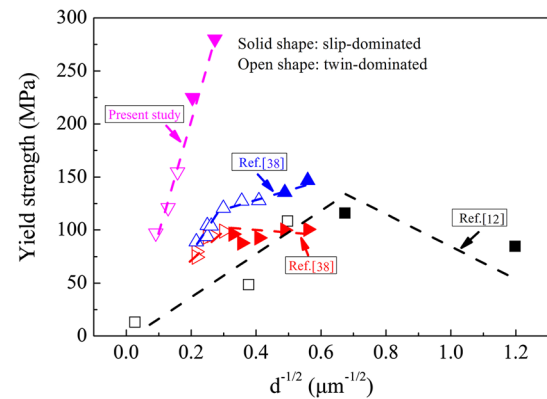 300
250
200
150
100
50
0
Yield strength (MPa)
Solid shape: slip-dominated
Open shape: twin-dominated
Present study
Ref.[38]
Ref.[12]
Ref.[38]
0.0 0.2 0.4 0.6 0.8 1.0 1.2
d^{-1/2} (μm^{-1/2})